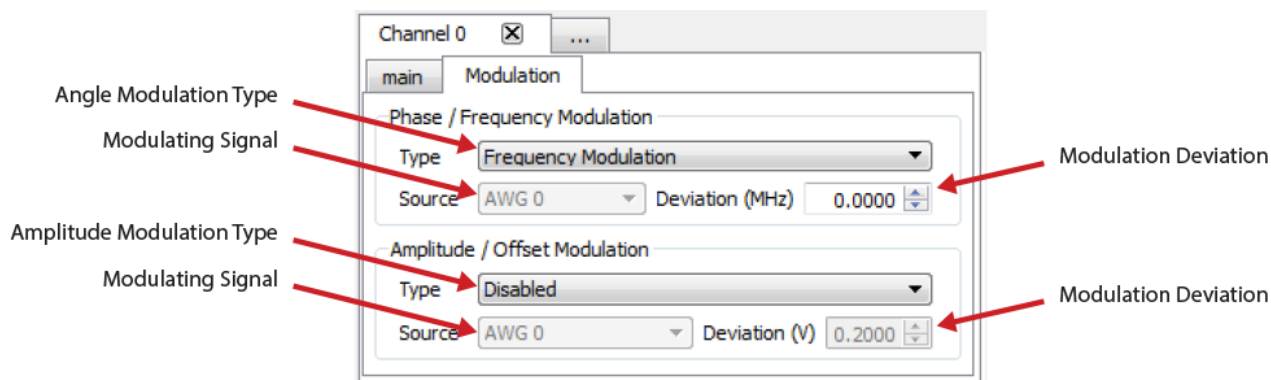 Channel 0 ...
main Modulation
Angle Modulation Type
Phase / Frequency Modulation
Modulating Signal
Type Frequency Modulation
Modulation Deviation
Source AWG 0 Deviation (MHz) 0.0000
Amplitude Modulation Type
Amplitude / Offset Modulation
Modulating Signal
Type Disabled
Modulation Deviation
Source AWG 0 Deviation (V) 0.2000